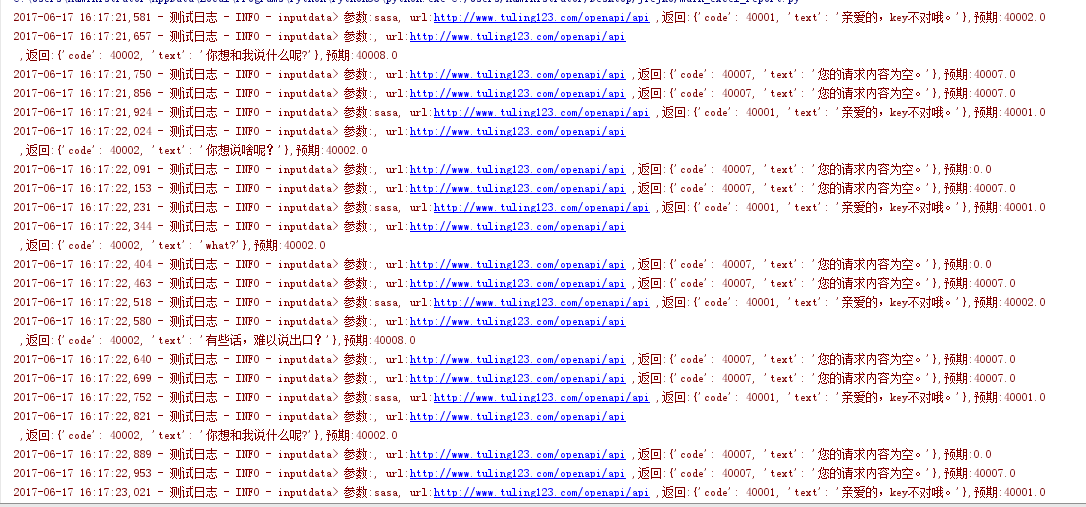 2017-06-17 16:17:21,581 - 测试日志 - INFO - inputdata> 参数:sasa, url:http://www.tuling123.com/openapi/api ,返回:{'code': 40001, 'text': '亲爱的，key不对哦。'},预期:40002.0
2017-06-17 16:17:21,657 - 测试日志 - INFO - inputdata> 参数:, url:http://www.tuling123.com/openapi/api
,返回:{'code': 40002, 'text': '你想和我说什么呢?'},预期:40008.0
2017-06-17 16:17:21,750 - 测试日志 - INFO - inputdata> 参数:, url:http://www.tuling123.com/openapi/api ,返回:{'code': 40007, 'text': '您的请求内容为空。'},预期:40007.0
2017-06-17 16:17:21,856 - 测试日志 - INFO - inputdata> 参数:, url:http://www.tuling123.com/openapi/api ,返回:{'code': 40007, 'text': '您的请求内容为空。'},预期:40007.0
2017-06-17 16:17:21,924 - 测试日志 - INFO - inputdata> 参数:sasa, url:http://www.tuling123.com/openapi/api ,返回:{'code': 40001, 'text': '亲爱的，key不对哦。'},预期:40001.0
2017-06-17 16:17:22,024 - 测试日志 - INFO - inputdata> 参数:, url:http://www.tuling123.com/openapi/api
,返回:{'code': 40002, 'text': '你想说啥呢？'},预期:40002.0
2017-06-17 16:17:22,091 - 测试日志 - INFO - inputdata> 参数:, url:http://www.tuling123.com/openapi/api ,返回:{'code': 40007, 'text': '您的请求内容为空。'},预期:0.0
2017-06-17 16:17:22,153 - 测试日志 - INFO - inputdata> 参数:, url:http://www.tuling123.com/openapi/api ,返回:{'code': 40007, 'text': '您的请求内容为空。'},预期:40007.0
2017-06-17 16:17:22,231 - 测试日志 - INFO - inputdata> 参数:sasa, url:http://www.tuling123.com/openapi/api ,返回:{'code': 40001, 'text': '亲爱的，key不对哦。'},预期:40001.0
2017-06-17 16:17:22,344 - 测试日志 - INFO - inputdata> 参数:, url:http://www.tuling123.com/openapi/api
,返回:{'code': 40002, 'text': 'what?'},预期:40002.0
2017-06-17 16:17:22,404 - 测试日志 - INFO - inputdata> 参数:, url:http://www.tuling123.com/openapi/api ,返回:{'code': 40007, 'text': '您的请求内容为空。'},预期:0.0
2017-06-17 16:17:22,463 - 测试日志 - INFO - inputdata> 参数:, url:http://www.tuling123.com/openapi/api ,返回:{'code': 40007, 'text': '您的请求内容为空。'},预期:40007.0
2017-06-17 16:17:22,518 - 测试日志 - INFO - inputdata> 参数:sasa, url:http://www.tuling123.com/openapi/api ,返回:{'code': 40001, 'text': '亲爱的，key不对哦。'},预期:40002.0
2017-06-17 16:17:22,580 - 测试日志 - INFO - inputdata> 参数:, url:http://www.tuling123.com/openapi/api
,返回:{'code': 40002, 'text': '有些话，难以说出口？'},预期:40008.0
2017-06-17 16:17:22,640 - 测试日志 - INFO - inputdata> 参数:, url:http://www.tuling123.com/openapi/api ,返回:{'code': 40007, 'text': '您的请求内容为空。'},预期:40007.0
2017-06-17 16:17:22,699 - 测试日志 - INFO - inputdata> 参数:, url:http://www.tuling123.com/openapi/api ,返回:{'code': 40007, 'text': '您的请求内容为空。'},预期:40007.0
2017-06-17 16:17:22,752 - 测试日志 - INFO - inputdata> 参数:sasa, url:http://www.tuling123.com/openapi/api ,返回:{'code': 40001, 'text': '亲爱的，key不对哦。'},预期:40001.0
2017-06-17 16:17:22,821 - 测试日志 - INFO - inputdata> 参数:, url:http://www.tuling123.com/openapi/api
,返回:{'code': 40002, 'text': '你想和我说什么呢?'},预期:40002.0
2017-06-17 16:17:22,889 - 测试日志 - INFO - inputdata> 参数:, url:http://www.tuling123.com/openapi/api ,返回:{'code': 40007, 'text': '您的请求内容为空。'},预期:0.0
2017-06-17 16:17:22,953 - 测试日志 - INFO - inputdata> 参数:, url:http://www.tuling123.com/openapi/api ,返回:{'code': 40007, 'text': '您的请求内容为空。'},预期:40007.0
2017-06-17 16:17:23,021 - 测试日志 - INFO - inputdata> 参数:sasa, url:http://www.tuling123.com/openapi/api ,返回:{'code': 40001, 'text': '亲爱的，key不对哦。'},预期:40001.0